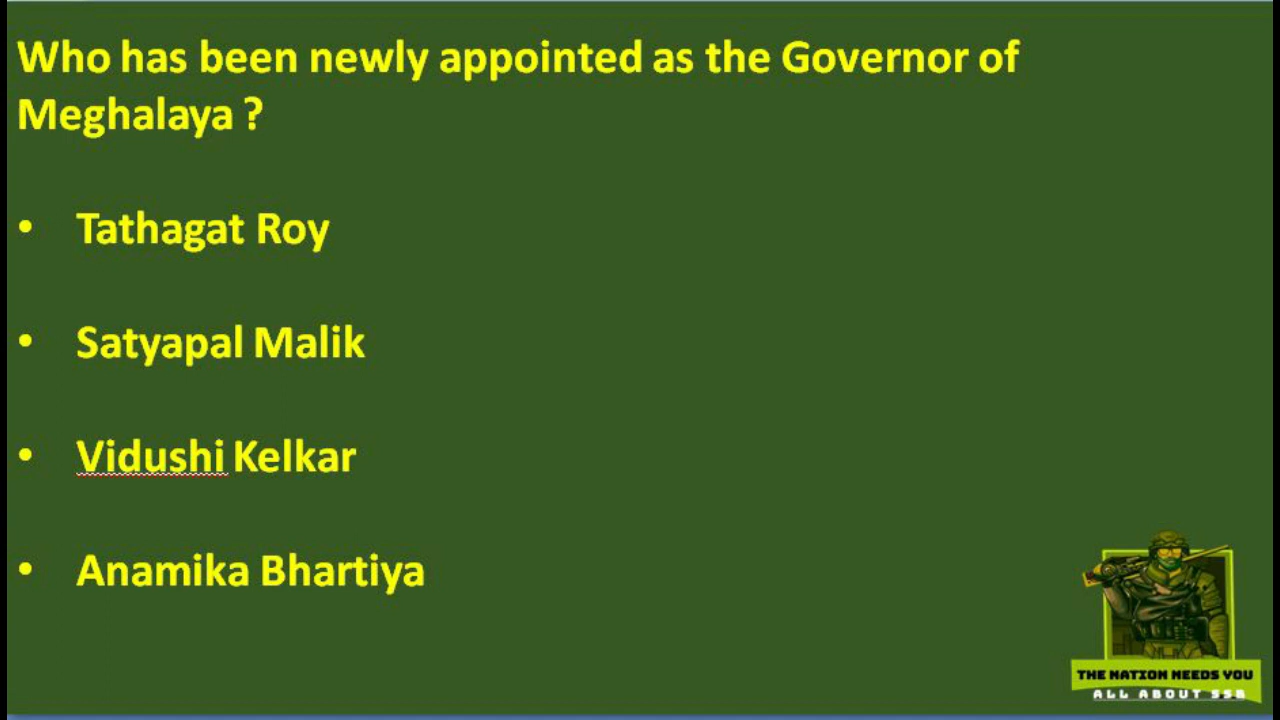 Who has been newly appointed as the Governor of
Meghalaya ?
• Tathagat Roy
• Satyapal Malik
• Vidushi Kelkar
• Anamika Bhartiya
THE NATION NEEDS YOU
ALL ABOUT SSB